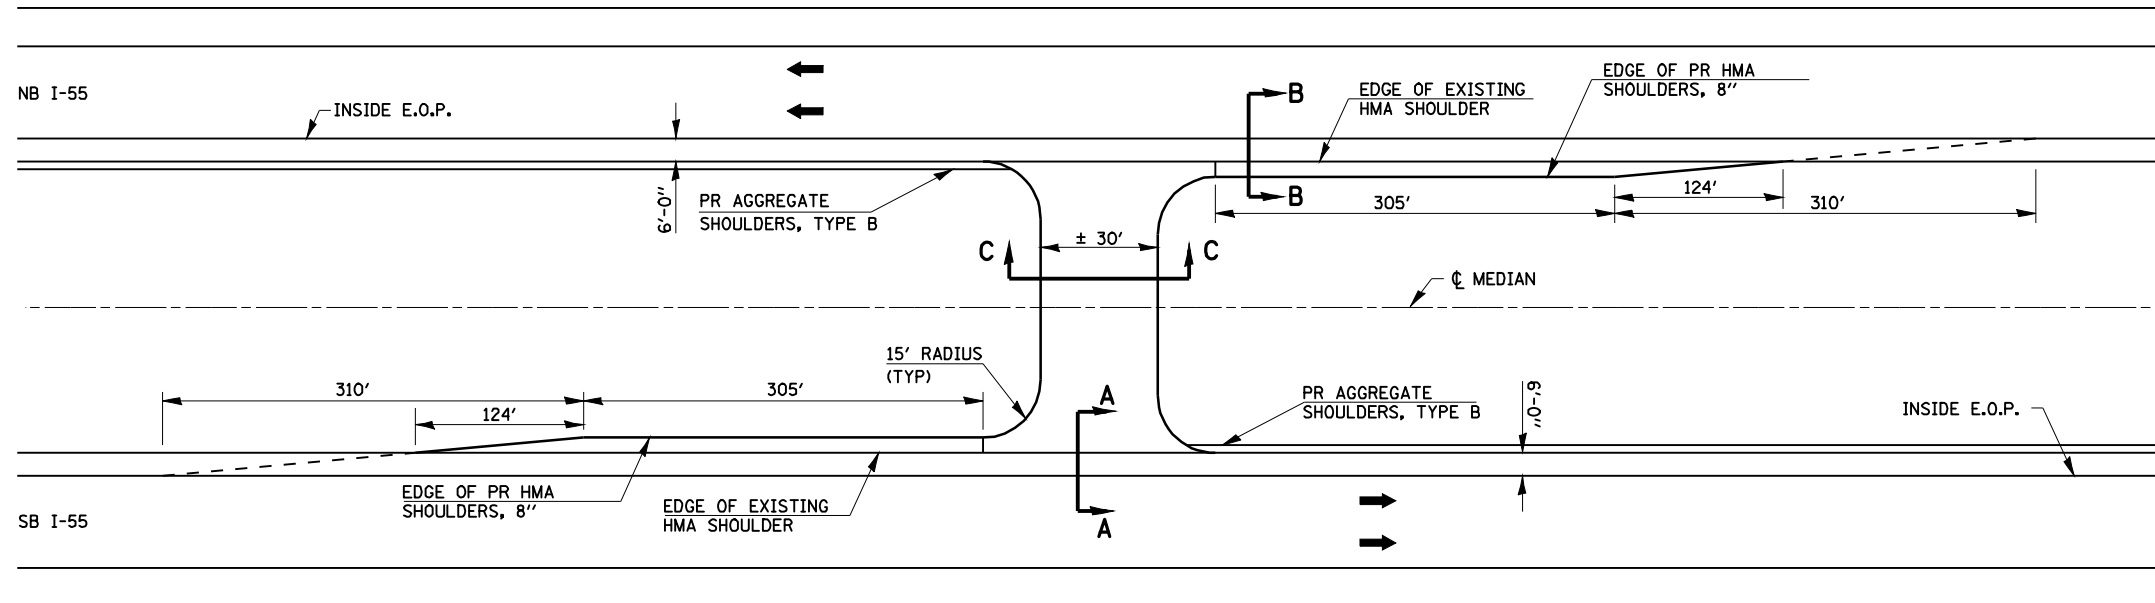 NB I-55
INSIDE E.O.P.
6'-0"
PR AGGREGATE
SHOULDERS, TYPE B
B
B
EDGE OF EXISTING
HMA SHOULDER
EDGE OF PR HMA
SHOULDERS, 8"
124'
305'
310'
C
± 30'
C
℄ MEDIAN
15' RADIUS
(TYP)
310'
305'
124'
A
A
PR AGGREGATE
SHOULDERS, TYPE B
6'-0"
INSIDE E.O.P.
EDGE OF PR HMA
SHOULDERS, 8"
EDGE OF EXISTING
HMA SHOULDER
SB I-55